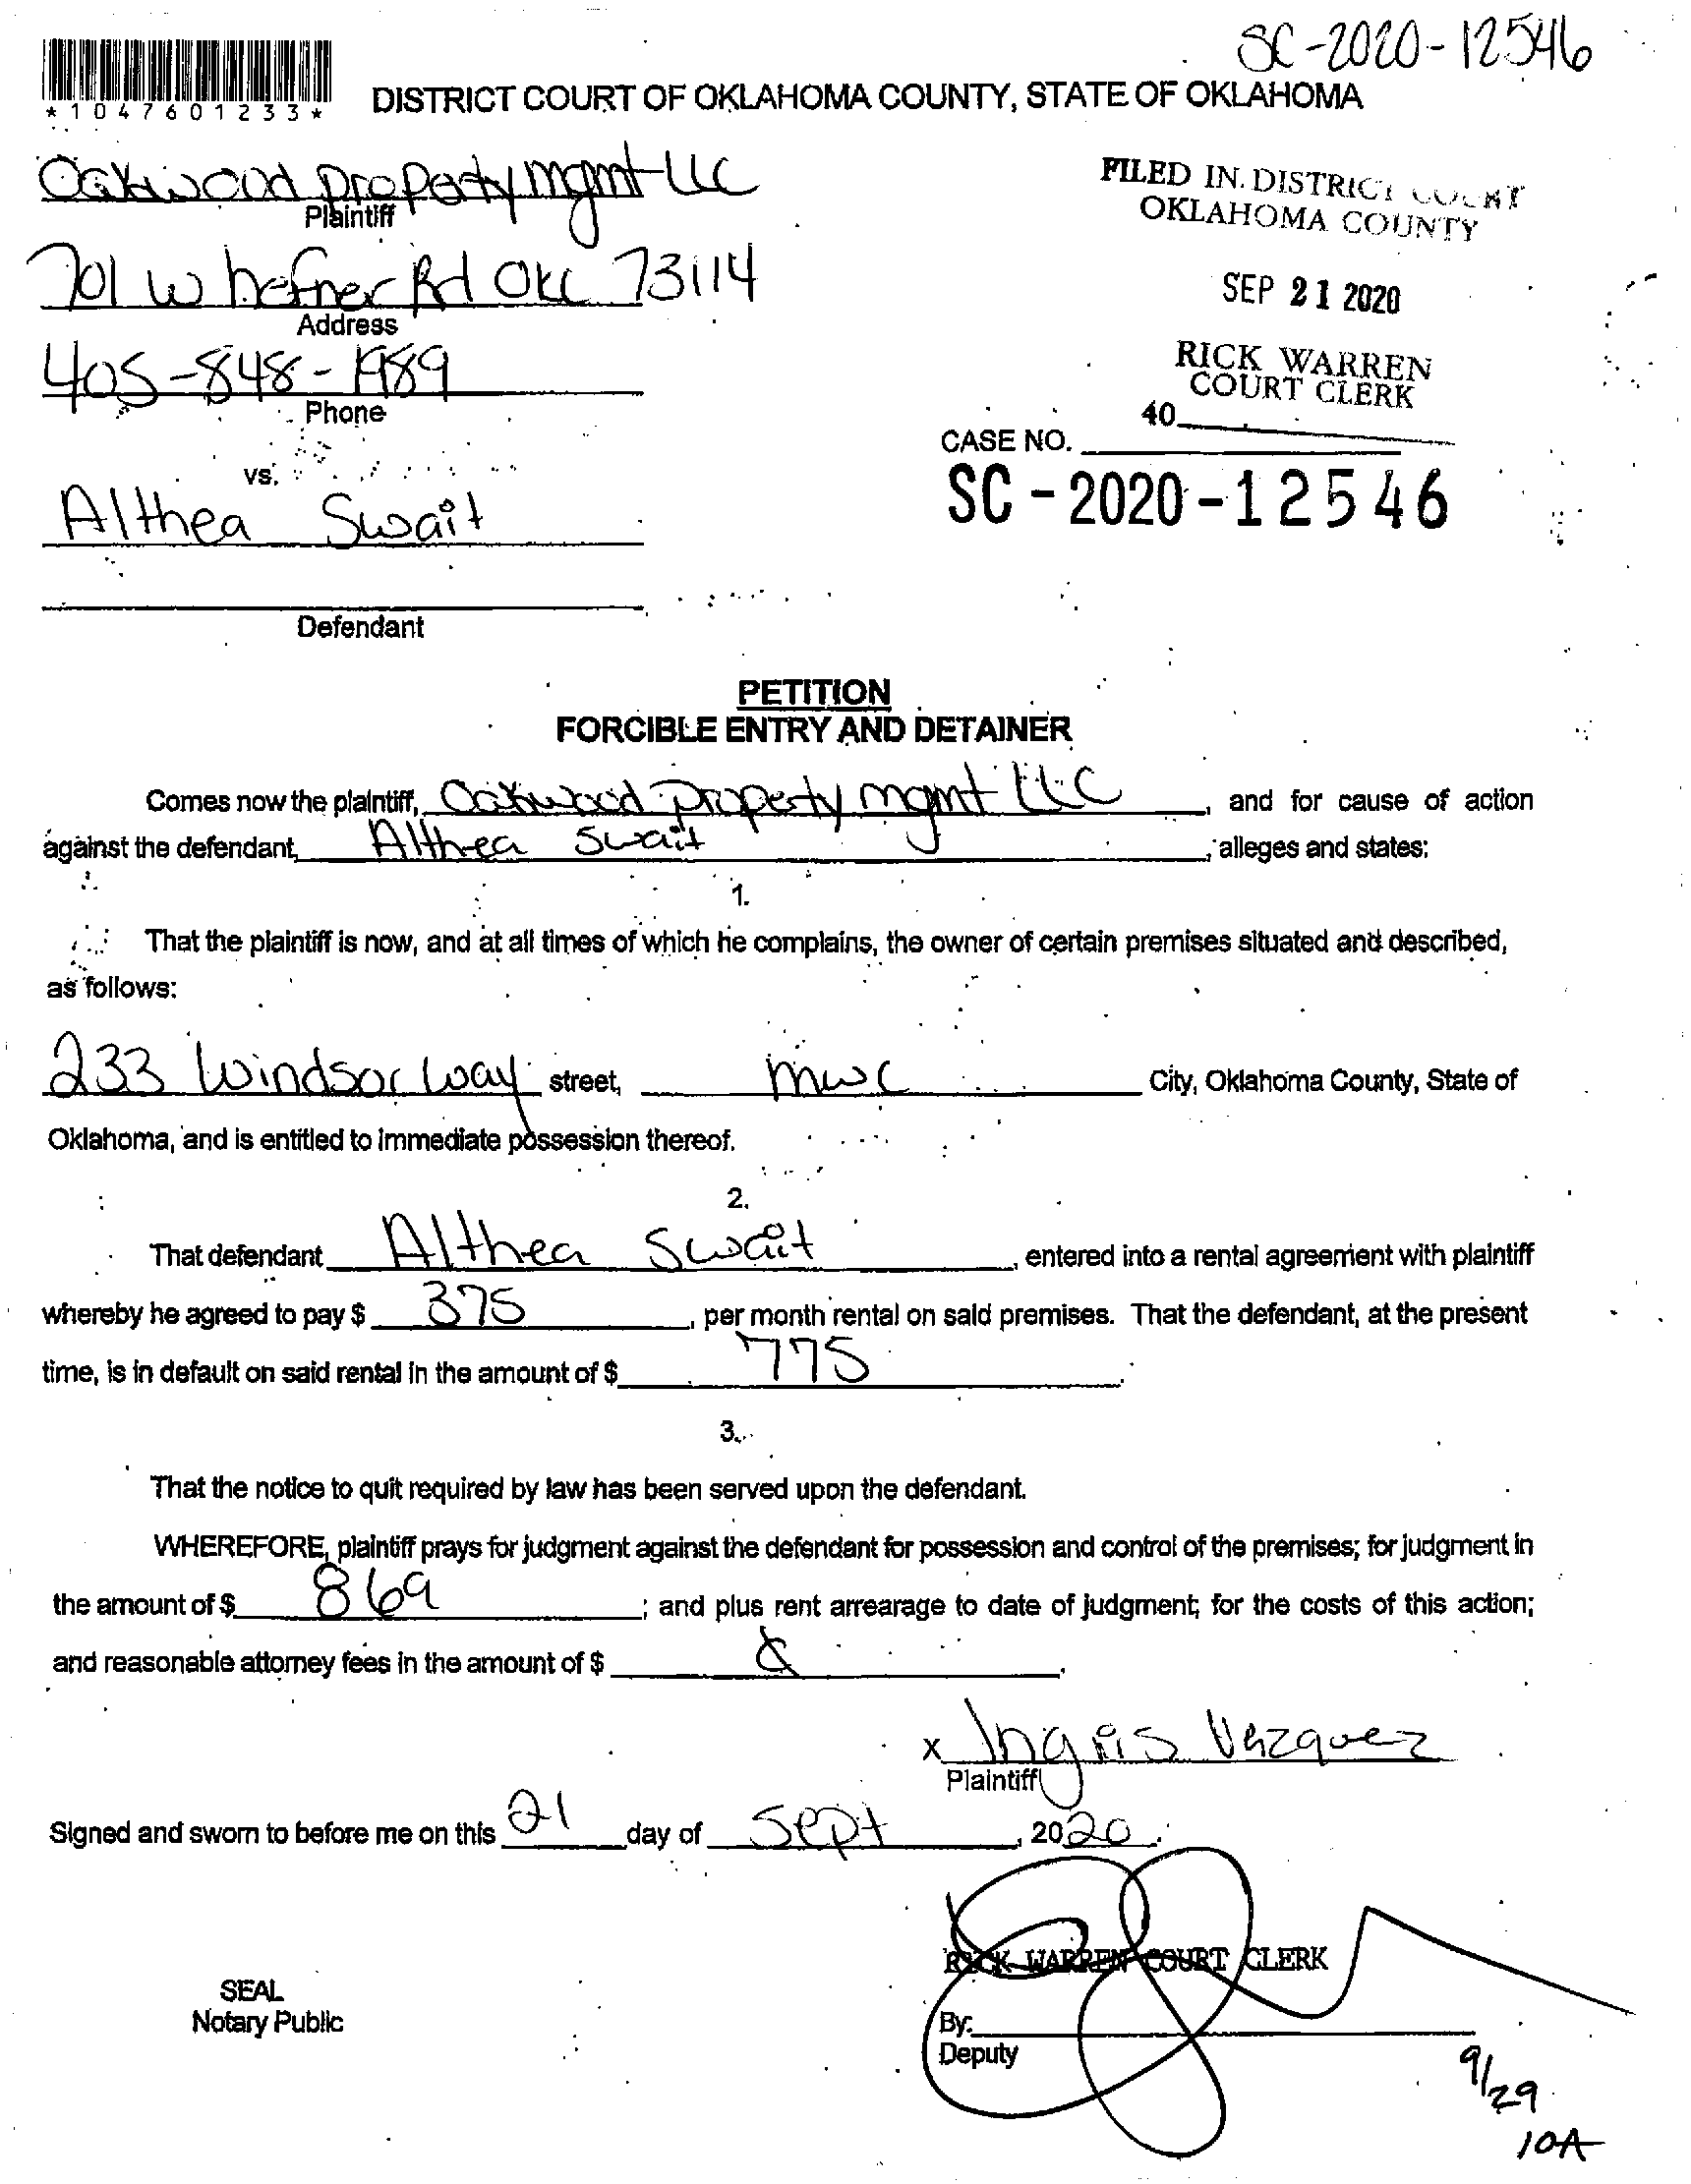 SC-2020-12546
*1047601233*
DISTRICT COURT OF OKLAHOMA COUNTY, STATE OF OKLAHOMA
Oakwood Property mgmt LLC
Plaintiff
FILED IN DISTRICT COURT
OKLAHOMA COUNTY
701 W hefner Rd OKC 73114
Address
SEP 21 2020
405-848-1989
Phone
RICK WARREN
COURT CLERK
40
CASE NO.
vs.
SC-2020-12546
Althea Swait
Defendant
PETITION
FORCIBLE ENTRY AND DETAINER
Comes now the plaintiff, Oakwood Property mgmt LLC, and for cause of action
against the defendant, Althea Swait, alleges and states:
1.
That the plaintiff is now, and at all times of which he complains, the owner of certain premises situated and described,
as follows:
233 Windsor Way street, mwc City, Oklahoma County, State of
Oklahoma, and is entitled to immediate possession thereof.
2.
That defendant Althea Swait, entered into a rental agreement with plaintiff
whereby he agreed to pay $ 375, per month rental on said premises. That the defendant, at the present
time, is in default on said rental in the amount of $ 775.
3.
That the notice to quit required by law has been served upon the defendant.
WHEREFORE, plaintiff prays for judgment against the defendant for possession and control of the premises; for judgment in
the amount of $ 869; and plus rent arrearage to date of judgment; for the costs of this action;
and reasonable attorney fees in the amount of $
x Ingris Vazquez
Plaintiff
Signed and sworn to before me on this 21 day of Sept, 2020.
RICK WARREN COURT CLERK
SEAL
Notary Public
By:
Deputy
9/29
10A